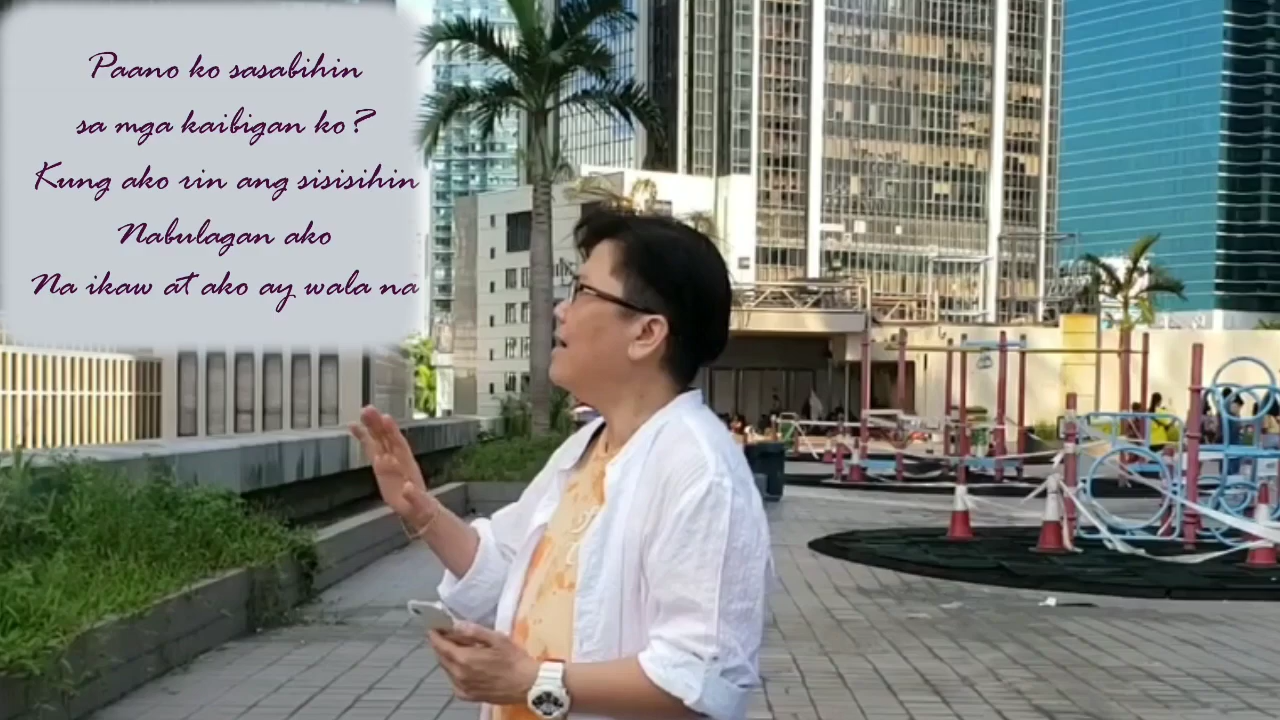 Paano ko sasabihin
sa mga kaibigan ko?
Kung ako rin ang sisisihin
Nabulagan ako
Na ikaw at ako ay wala na